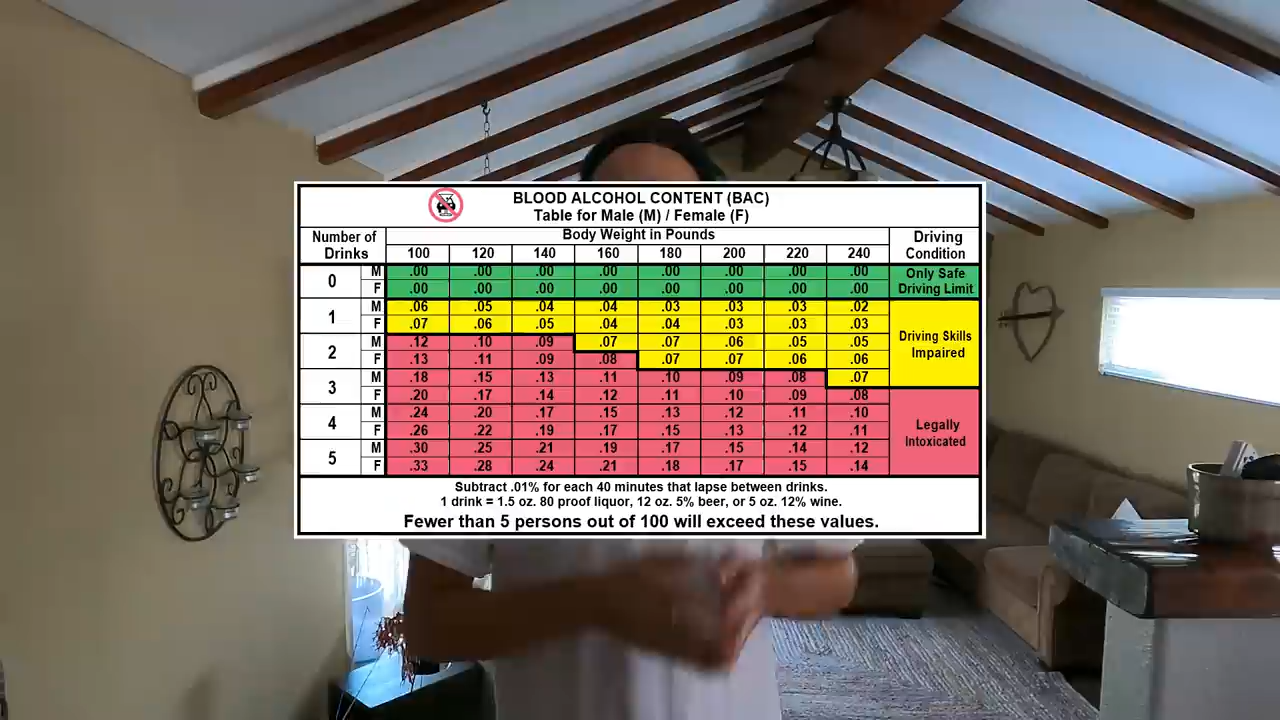 BLOOD ALCOHOL CONTENT (BAC)
Table for Male (M) / Female (F)
Number of Drinks Body Weight in Pounds Driving Condition
100 120 140 160 180 200 220 240
0 M .00 .00 .00 .00 .00 .00 .00 .00 Only Safe
F .00 .00 .00 .00 .00 .00 .00 .00 Driving Limit
1 M .06 .05 .04 .04 .03 .03 .03 .02
F .07 .06 .05 .04 .04 .03 .03 .03 Driving Skills
2 M .12 .10 .09 .07 .07 .06 .05 .05 Impaired
F .13 .11 .09 .08 .07 .07 .06 .06
3 M .18 .15 .13 .11 .10 .09 .08 .07
F .20 .17 .14 .12 .11 .10 .09 .08
4 M .24 .20 .17 .15 .13 .12 .11 .10 Legally
F .26 .22 .19 .17 .15 .13 .12 .11 Intoxicated
5 M .30 .25 .21 .19 .17 .15 .14 .12
F .33 .28 .24 .21 .18 .17 .15 .14
Subtract .01% for each 40 minutes that lapse between drinks.
1 drink = 1.5 oz. 80 proof liquor, 12 oz. 5% beer, or 5 oz. 12% wine.
Fewer than 5 persons out of 100 will exceed these values.